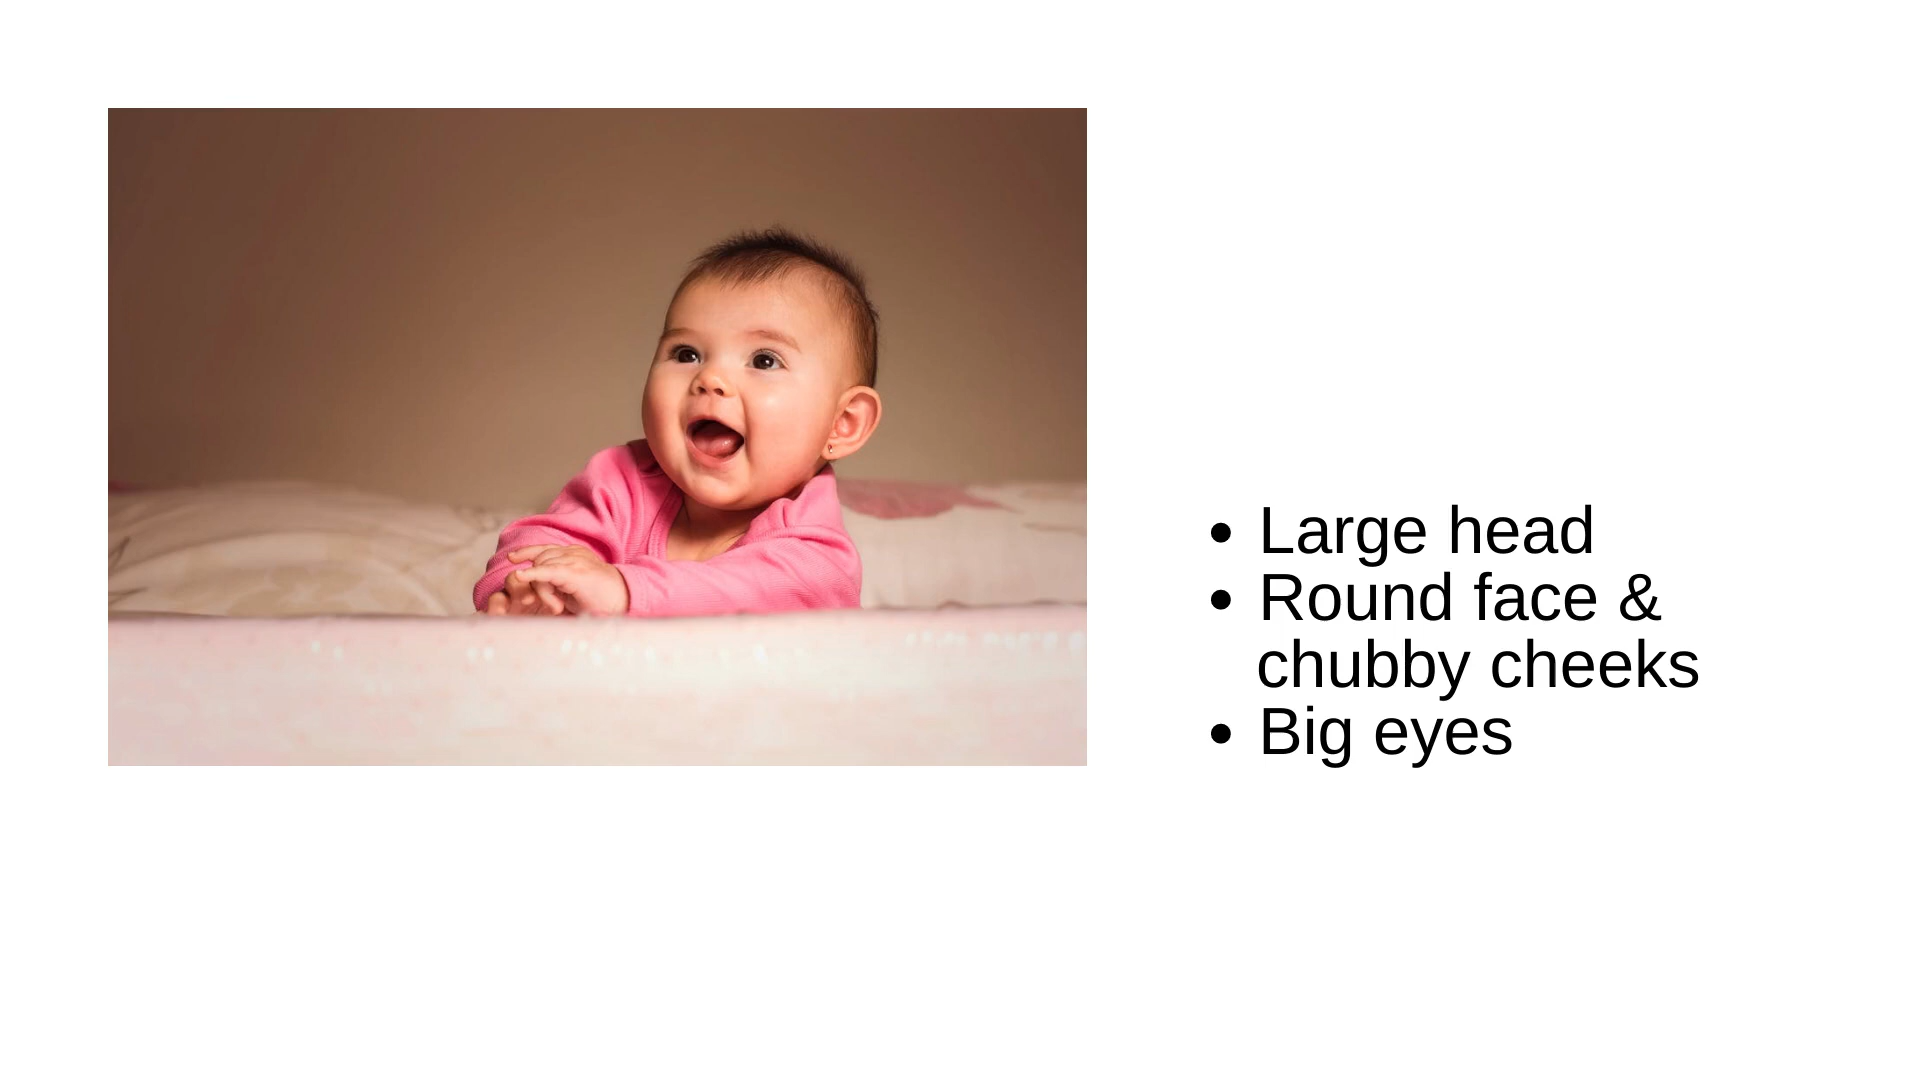 • Large head
• Round face &
chubby cheeks
• Big eyes